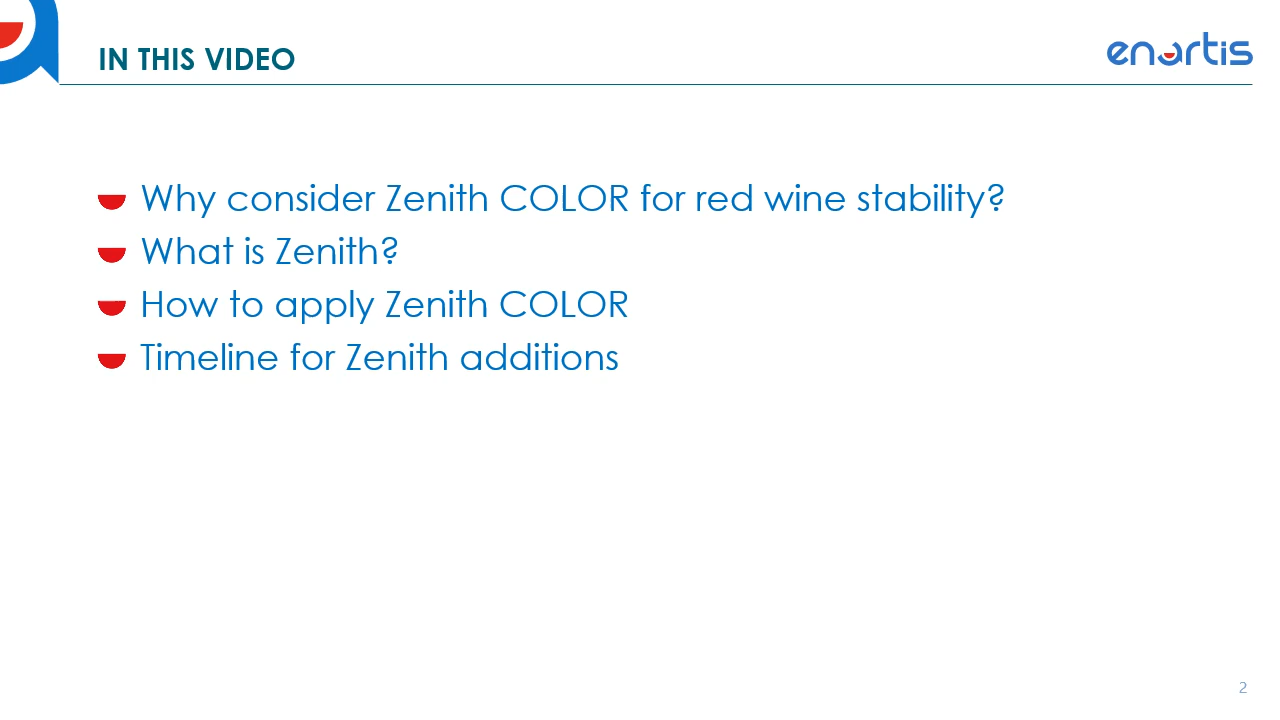 IN THIS VIDEO
enartis
Why consider Zenith COLOR for red wine stability?
What is Zenith?
How to apply Zenith COLOR
Timeline for Zenith additions
2